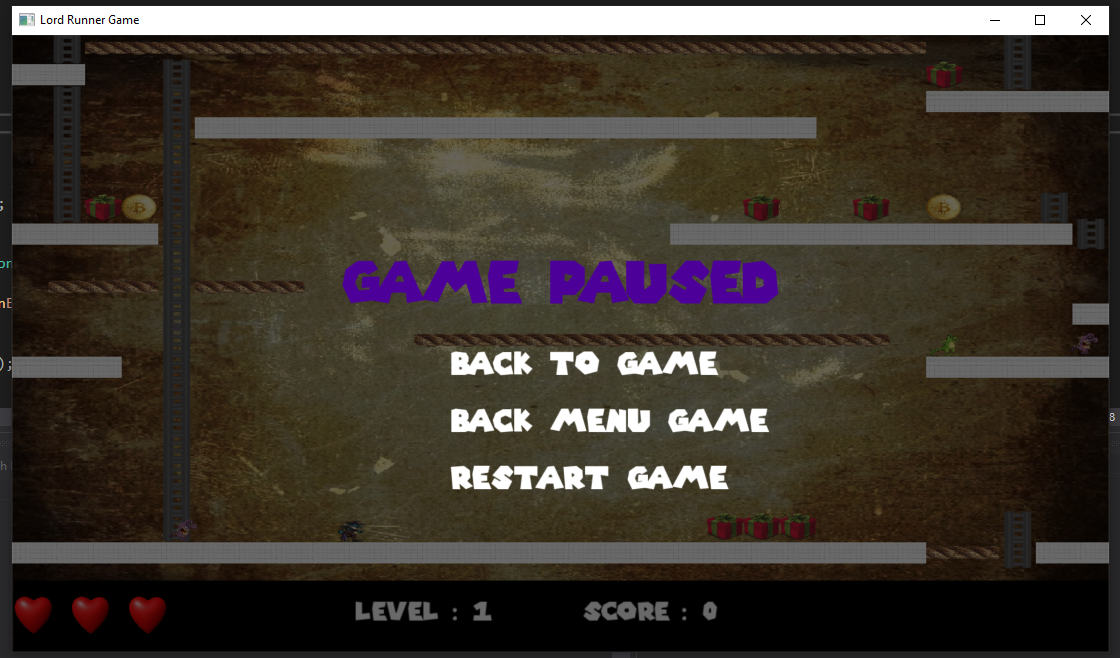 Lord Runner Game
GAME PAUSED
BACK TO GAME
BACK MENU GAME
RESTART GAME
LEVEL : 1
SCORE : 0